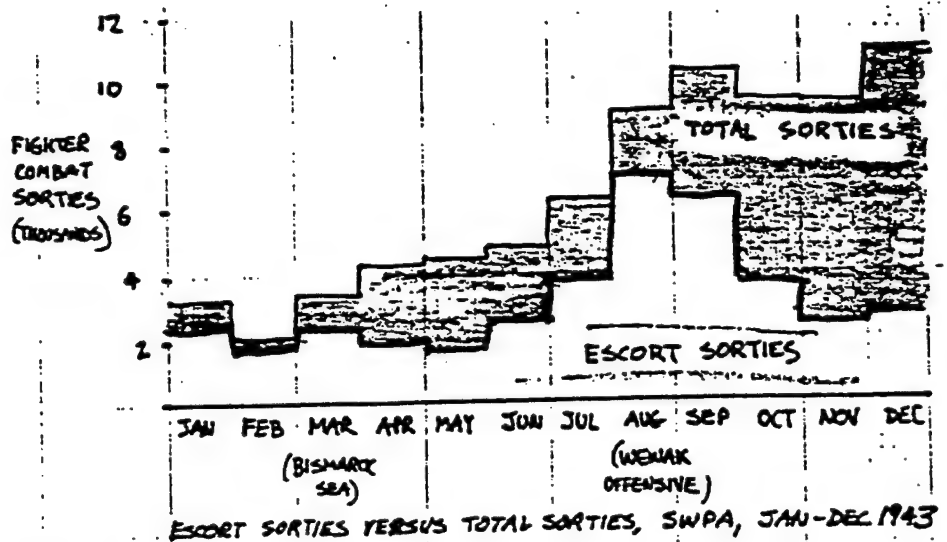 12
10
FIGHTER
COMBAT
SORTIES
(THOUSANDS)
8
6
4
2
TOTAL SORTIES
ESCORT SORTIES
JAN FEB MAR APR MAY JUN JUL AUG SEP OCT NOV DEC
(BISMARCK
SEA)
(WEWAK
OFFENSIVE)
ESCORT SORTIES VERSUS TOTAL SORTIES, SWPA, JAN-DEC 1943